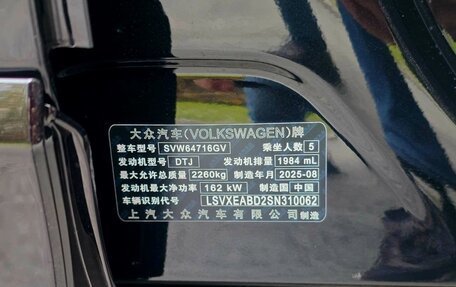 大众汽车(VOLKSWAGEN)牌
整车型号 SVW64716GV 乘坐人数 5
发动机型号 DTJ 发动机排量 1984 mL
最大允许总质量 2260kg 制造年月 2025-08
发动机最大净功率 162 kW 制造国 中国
车辆识别代号 LSVXEABD2SN310062
上汽大众汽车有限公司 制造